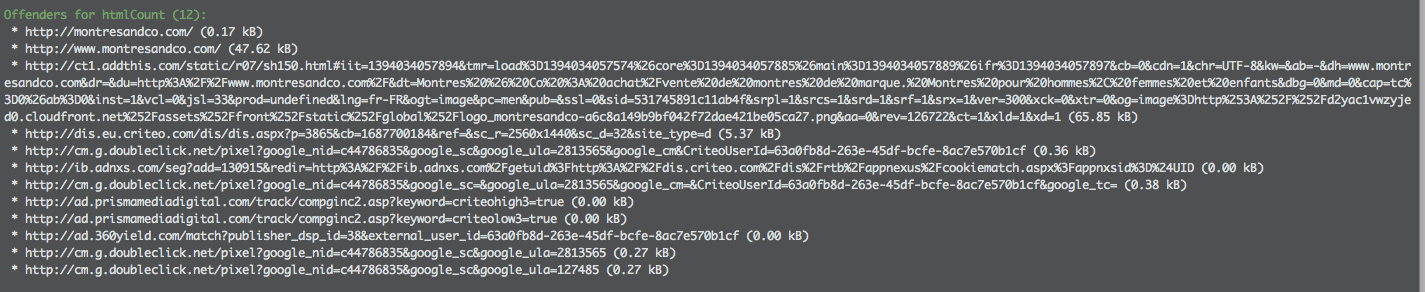 Offenders for htmlCount (12):
* http://montresandco.com/ (0.17 kB)
* http://www.montresandco.com/ (47.62 kB)
* http://ct1.addthis.com/static/r07/sh150.html#iit=1394034057894&tmr=load%3D1394034057574%26core%3D1394034057885%26main%3D1394034057889%26ifr%3D1394034057897&cb=0&cdn=1&chr=UTF-8&kw=&ab=-&dh=www.montr
esandco.com&dr=&du=http%3A%2F%2Fwww.montresandco.com%2F&dt=Montres%20%26%20Co%20%3A%20achat%2Fvente%20de%20montres%20de%20marque.%20Montres%20pour%20hommes%2C%20femmes%20et%20enfants&dbg=0&md=0&cap=tc%
3D0%26ab%3D0&inst=1&vcl=0&jsl=33&prod=undefined&lng=fr-FR&ogt=image&pc=men&pub=&ssl=0&sid=531745891c11ab4f&srpl=1&srcs=1&srd=1&srf=1&srx=1&ver=300&xck=0&xtr=0&og=image%3Dhttp%253A%252F%252Fd2yac1vwzyje
d0.cloudfront.net%252Fassets%252Ffront%252Fstatic%252Fglobal%252Flogo_montresandco-a6c8a149b9bf042f72dae421be05ca27.png&aa=0&rev=126722&ct=1&xld=1&xd=1 (65.85 kB)
* http://dis.eu.criteo.com/dis/dis.aspx?p=3865&cb=1687700184&ref=&sc_r=2560x1440&sc_d=32&site_type=d (5.37 kB)
* http://cm.g.doubleclick.net/pixel?google_nid=c44786835&google_sc&google_ula=2813565&google_cm&CriteoUserId=63a0fb8d-263e-45df-bcfe-8ac7e570b1cf (0.36 kB)
* http://ib.adnxs.com/seg?add=130915&redir=http%3A%2F%2Fib.adnxs.com%2Fgetuid%3Fhttp%3A%2F%2Fdis.criteo.com%2Fdis%2Frtb%2Fappnexus%2Fcookiematch.aspx%3Fappnxsid%3D%24UID (0.00 kB)
* http://cm.g.doubleclick.net/pixel?google_nid=c44786835&google_sc=&google_ula=2813565&google_cm=&CriteoUserId=63a0fb8d-263e-45df-bcfe-8ac7e570b1cf&google_tc= (0.38 kB)
* http://ad.prismamediadigital.com/track/compginc2.asp?keyword=criteohigh3=true (0.00 kB)
* http://ad.prismamediadigital.com/track/compginc2.asp?keyword=criteolow3=true (0.00 kB)
* http://ad.360yield.com/match?publisher_dsp_id=38&external_user_id=63a0fb8d-263e-45df-bcfe-8ac7e570b1cf (0.00 kB)
* http://cm.g.doubleclick.net/pixel?google_nid=c44786835&google_sc&google_ula=2813565 (0.27 kB)
* http://cm.g.doubleclick.net/pixel?google_nid=c44786835&google_sc&google_ula=127485 (0.27 kB)